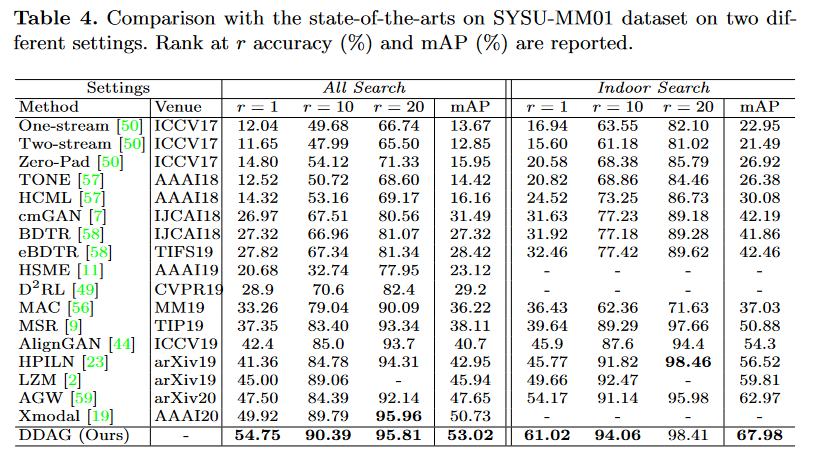 Table 4. Comparison with the state-of-the-arts on SYSU-MM01 dataset on two dif-
ferent settings. Rank at r accuracy (%) and mAP (%) are reported.
Settings All Search Indoor Search
Method Venue r = 1 r = 10 r = 20 mAP r = 1 r = 10 r = 20 mAP
One-stream [50] ICCV17 12.04 49.68 66.74 13.67 16.94 63.55 82.10 22.95
Two-stream [50] ICCV17 11.65 47.99 65.50 12.85 15.60 61.18 81.02 21.49
Zero-Pad [50] ICCV17 14.80 54.12 71.33 15.95 20.58 68.38 85.79 26.92
TONE [57] AAAI18 12.52 50.72 68.60 14.42 20.82 68.86 84.46 26.38
HCML [57] AAAI18 14.32 53.16 69.17 16.16 24.52 73.25 86.73 30.08
cmGAN [7] IJCAI18 26.97 67.51 80.56 31.49 31.63 77.23 89.18 42.19
BDTR [58] IJCAI18 27.32 66.96 81.07 27.32 31.92 77.18 89.28 41.86
eBDTR [58] TIFS19 27.82 67.34 81.34 28.42 32.46 77.42 89.62 42.46
HSME [11] AAAI19 20.68 32.74 77.95 23.12 - - - -
D²RL [49] CVPR19 28.9 70.6 82.4 29.2 - - - -
MAC [56] MM19 33.26 79.04 90.09 36.22 36.43 62.36 71.63 37.03
MSR [9] TIP19 37.35 83.40 93.34 38.11 39.64 89.29 97.66 50.88
AlignGAN [44] ICCV19 42.4 85.0 93.7 40.7 45.9 87.6 94.4 54.3
HPILN [23] arXiv19 41.36 84.78 94.31 42.95 45.77 91.82 98.46 56.52
LZM [2] arXiv19 45.00 89.06 - 45.94 49.66 92.47 - 59.81
AGW [59] arXiv20 47.50 84.39 92.14 47.65 54.17 91.14 95.98 62.97
Xmodal [19] AAAI20 49.92 89.79 95.96 50.73 - - - -
DDAG (Ours) - 54.75 90.39 95.81 53.02 61.02 94.06 98.41 67.98